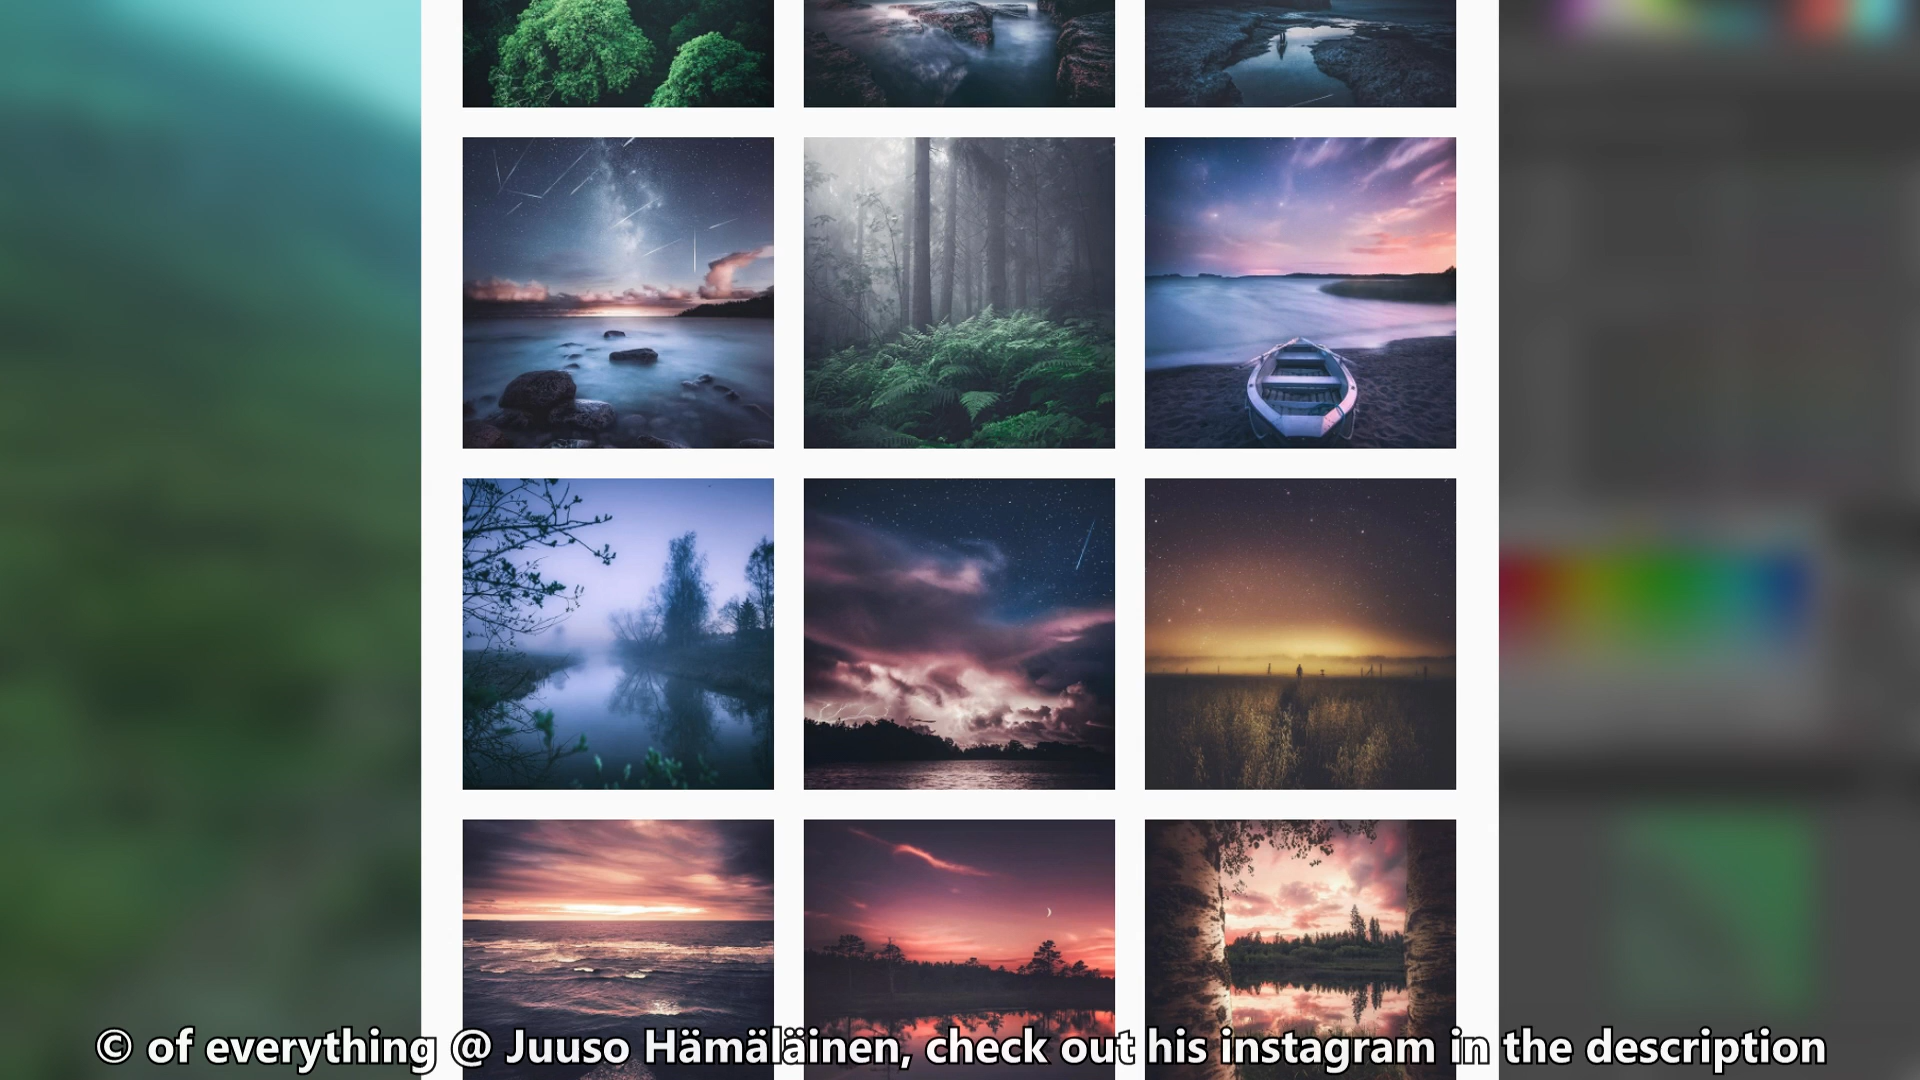 © of everything @ Juuso Hämäläinen, check out his instagram in the description